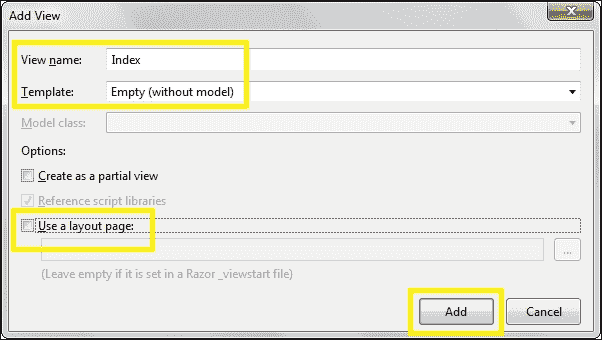 Add View
View name: Index
Template: Empty (without model)
Model class:
Options:
Create as a partial view
Reference script libraries
Use a layout page:
...
(Leave empty if it is set in a Razor _viewstart file)
Add Cancel